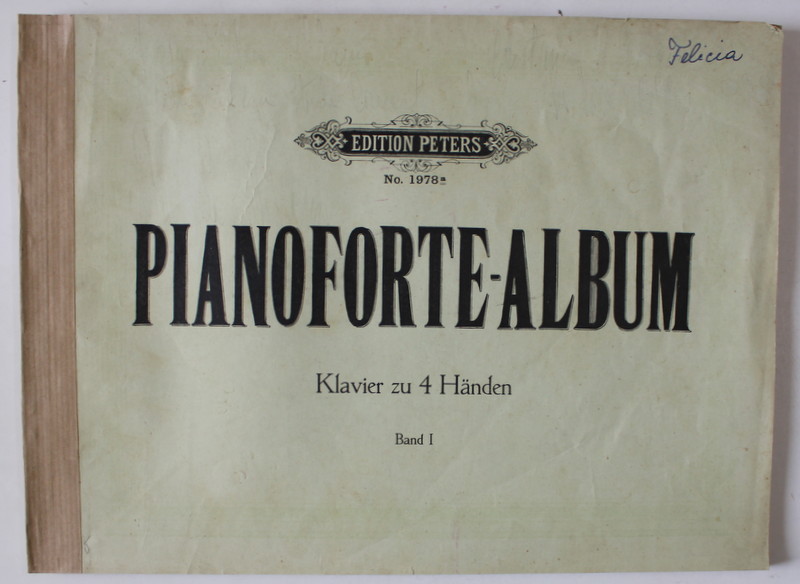 Felicia
EDITION PETERS
No. 1978a
PIANOFORTE-ALBUM
Klavier zu 4 Händen
Band I